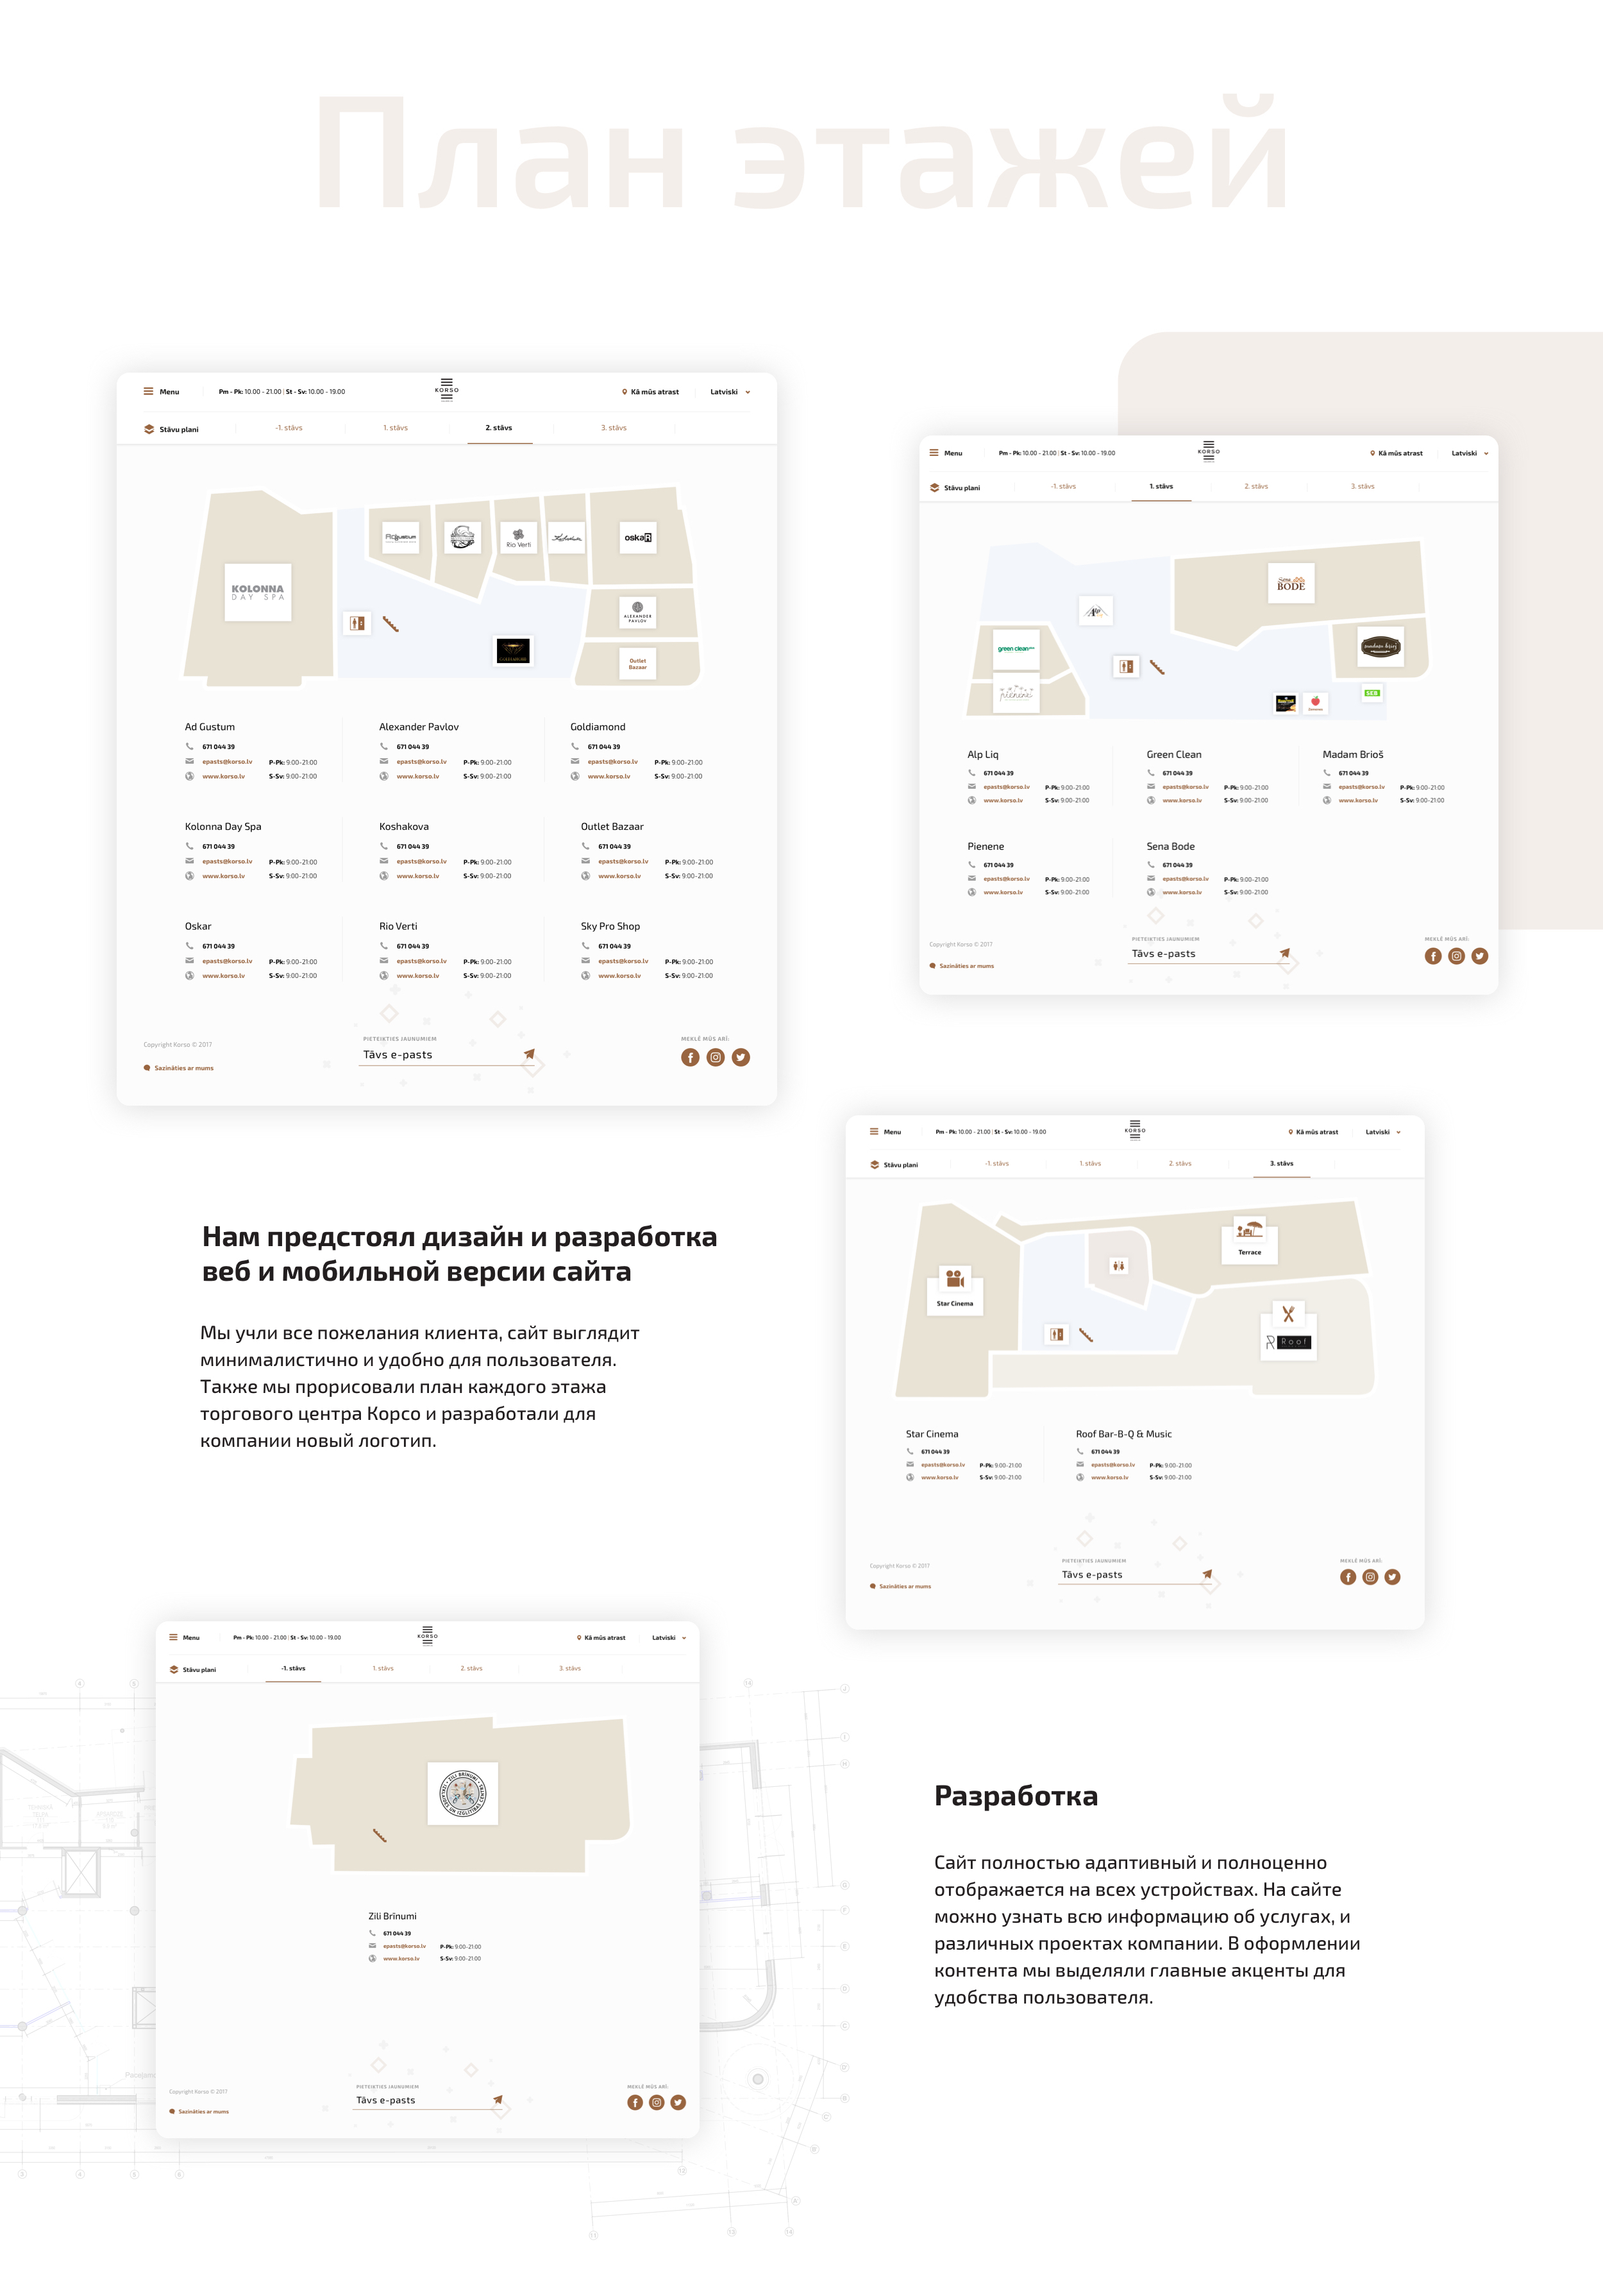 План этажей
Menu
Pm - Pk: 10.00 - 21.00 | St - Sv: 10.00 - 19.00
KORSO
Kā mūs atrast
Latviski
Stāvu plani
-1. stāvs
1. stāvs
2. stāvs
3. stāvs
KOLONNA
DAY SPA
Adgustum
Rio Verti
oskaR
ALEXANDER
PAVLOV
Outlet
Bazaar
Ad Gustum
671 044 39
epasts@korso.lv P-Pk: 9:00-21:00
www.korso.lv S-Sv: 9:00-21:00
Alexander Pavlov
671 044 39
epasts@korso.lv P-Pk: 9:00-21:00
www.korso.lv S-Sv: 9:00-21:00
Goldiamond
671 044 39
epasts@korso.lv P-Pk: 9:00-21:00
www.korso.lv S-Sv: 9:00-21:00
Kolonna Day Spa
671 044 39
epasts@korso.lv P-Pk: 9:00-21:00
www.korso.lv S-Sv: 9:00-21:00
Koshakova
671 044 39
epasts@korso.lv P-Pk: 9:00-21:00
www.korso.lv S-Sv: 9:00-21:00
Outlet Bazaar
671 044 39
epasts@korso.lv P-Pk: 9:00-21:00
www.korso.lv S-Sv: 9:00-21:00
Oskar
671 044 39
epasts@korso.lv P-Pk: 9:00-21:00
www.korso.lv S-Sv: 9:00-21:00
Rio Verti
671 044 39
epasts@korso.lv P-Pk: 9:00-21:00
www.korso.lv S-Sv: 9:00-21:00
Sky Pro Shop
671 044 39
epasts@korso.lv P-Pk: 9:00-21:00
www.korso.lv S-Sv: 9:00-21:00
Copyright Korso © 2017
Sazināties ar mums
PIETEIKTIES JAUNUMIEM
Tāvs e-pasts
MEKLĒ MŪS ARĪ:
Menu
Pm - Pk: 10.00 - 21.00 | St - Sv: 10.00 - 19.00
KORSO
Kā mūs atrast
Latviski
Stāvu plani
-1. stāvs
1. stāvs
2. stāvs
3. stāvs
Sena
BODE
green clean
pienene
madam brioš
SEB
Alp Liq
671 044 39
epasts@korso.lv P-Pk: 9:00-21:00
www.korso.lv S-Sv: 9:00-21:00
Green Clean
671 044 39
epasts@korso.lv P-Pk: 9:00-21:00
www.korso.lv S-Sv: 9:00-21:00
Madam Brioš
671 044 39
epasts@korso.lv P-Pk: 9:00-21:00
www.korso.lv S-Sv: 9:00-21:00
Pienene
671 044 39
epasts@korso.lv P-Pk: 9:00-21:00
www.korso.lv S-Sv: 9:00-21:00
Sena Bode
671 044 39
epasts@korso.lv P-Pk: 9:00-21:00
www.korso.lv S-Sv: 9:00-21:00
Copyright Korso © 2017
Sazināties ar mums
PIETEIKTIES JAUNUMIEM
Tāvs e-pasts
MEKLĒ MŪS ARĪ:
Нам предстоял дизайн и разработка
веб и мобильной версии сайта
Мы учли все пожелания клиента, сайт выглядит
минималистично и удобно для пользователя.
Также мы прорисовали план каждого этажа
торгового центра Корсо и разработали для
компании новый логотип.
Menu
Pm - Pk: 10.00 - 21.00 | St - Sv: 10.00 - 19.00
KORSO
Kā mūs atrast
Latviski
Stāvu plani
-1. stāvs
1. stāvs
2. stāvs
3. stāvs
Terrace
Star Cinema
Roof
Star Cinema
671 044 39
epasts@korso.lv P-Pk: 9:00-21:00
www.korso.lv S-Sv: 9:00-21:00
Roof Bar-B-Q & Music
671 044 39
epasts@korso.lv P-Pk: 9:00-21:00
www.korso.lv S-Sv: 9:00-21:00
Copyright Korso © 2017
Sazināties ar mums
PIETEIKTIES JAUNUMIEM
Tāvs e-pasts
MEKLĒ MŪS ARĪ:
Menu
Pm - Pk: 10.00 - 21.00 | St - Sv: 10.00 - 19.00
KORSO
Kā mūs atrast
Latviski
Stāvu plani
-1. stāvs
1. stāvs
2. stāvs
3. stāvs
ZILI BRĪNUMI
Zili Brīnumi
671 044 39
epasts@korso.lv P-Pk: 9:00-21:00
www.korso.lv S-Sv: 9:00-21:00
Copyright Korso © 2017
Sazināties ar mums
PIETEIKTIES JAUNUMIEM
Tāvs e-pasts
MEKLĒ MŪS ARĪ:
Разработка
Сайт полностью адаптивный и полноценно
отображается на всех устройствах. На сайте
можно узнать всю информацию об услугах, и
различных проектах компании. В оформлении
контента мы выделяли главные акценты для
удобства пользователя.